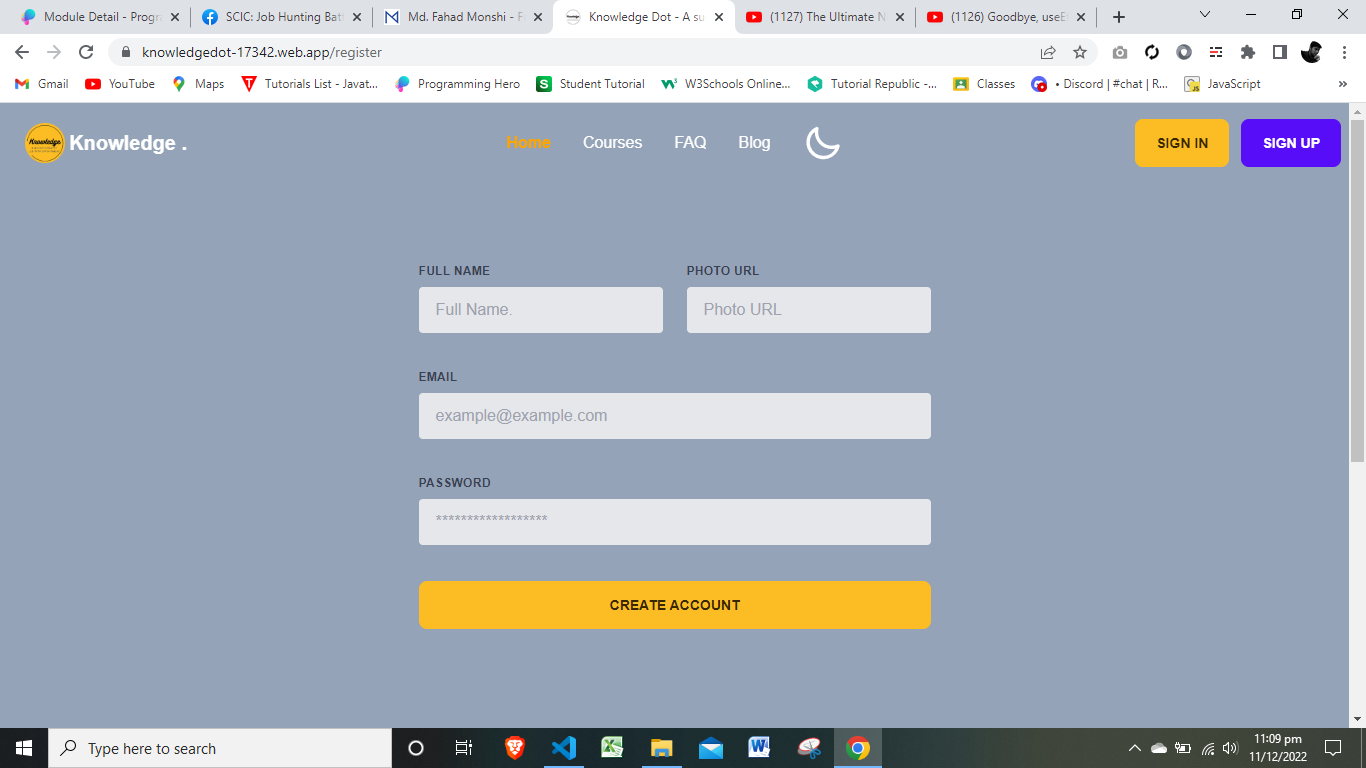 Module Detail - Progra
SCIC: Job Hunting Bat
Md. Fahad Monshi - F
Knowledge Dot - A su
(1127) The Ultimate N
(1126) Goodbye, useE
knowledgedot-17342.web.app/register
Gmail
YouTube
Maps
Tutorials List - Javat...
Programming Hero
Student Tutorial
W3Schools Online...
Tutorial Republic -...
Classes
• Discord | #chat | R...
JavaScript
»
Knowledge
Knowledge .
Home
Courses
FAQ
Blog
SIGN IN
SIGN UP
FULL NAME
PHOTO URL
Full Name.
Photo URL
EMAIL
example@example.com
PASSWORD
******************
CREATE ACCOUNT
Type here to search
11:09 pm
11/12/2022